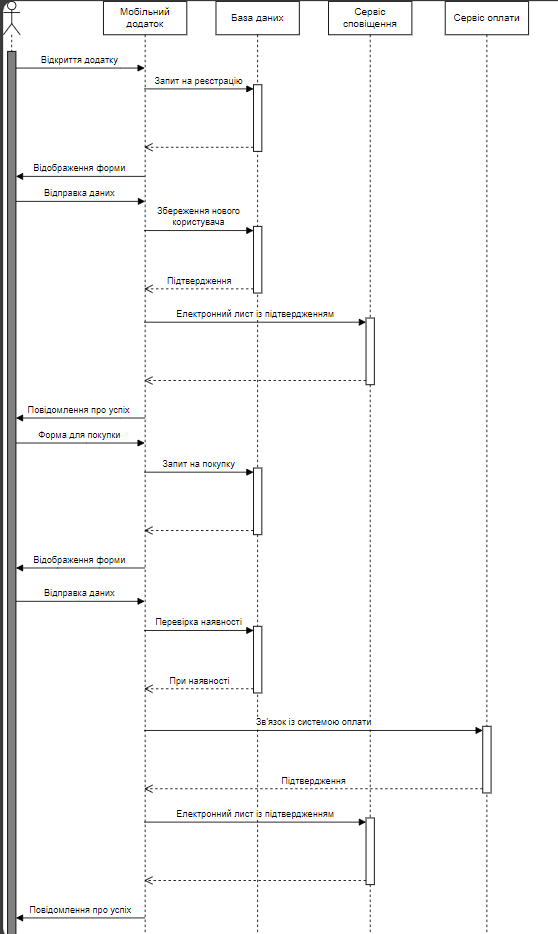 Мобільний
додаток
База даних
Сервіс
сповіщення
Сервіс оплати
Відкриття додатку
Запит на реєстрацію
Відображення форми
Відправка даних
Збереження нового
користувача
Підтвердження
Електронний лист із підтвердженням
Повідомлення про успіх
Форма для покупки
Запит на покупку
Відображення форми
Відправка даних
Перевірка наявності
При наявності
Зв'язок із системою оплати
Підтвердження
Електронний лист із підтвердженням
Повідомлення про успіх